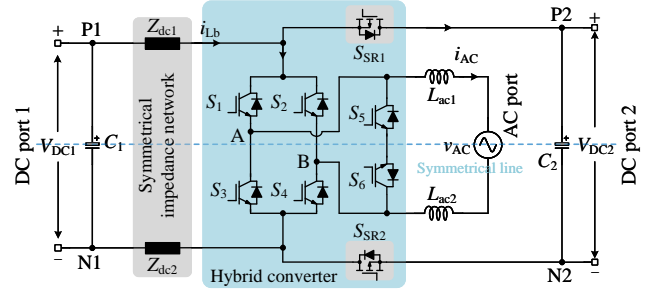 P1
Z_dc1
i_Lb
S_SR1
P2
+
+
DC port 1
V_DC1
+
C_1
Symmetrical
impedance network
S_1
S_2
A
B
S_3
S_4
S_5
S_6
i_AC
L_ac1
v_AC
AC port
Symmetrical line
L_ac2
+
C_2
V_DC2
DC port 2
S_SR2
−
N1
Z_dc2
Hybrid converter
N2
−